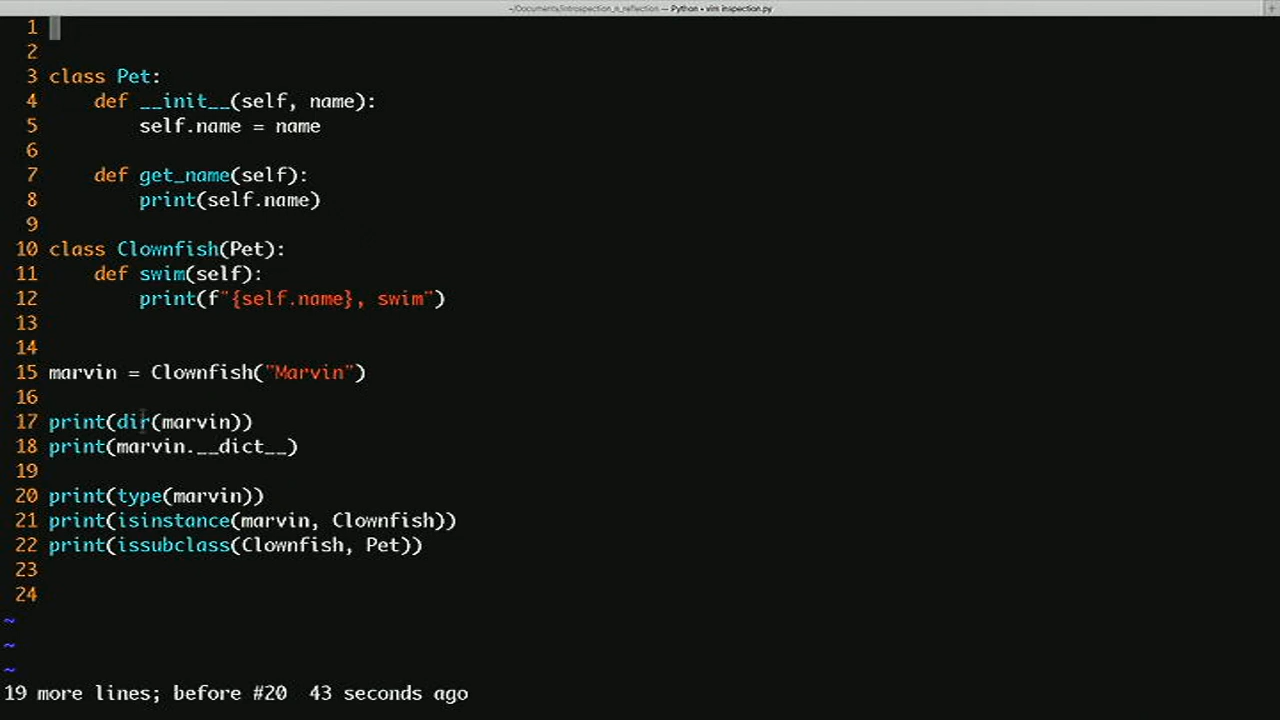 ~/Documents/introspection_n_reflection — Python • vim inspection.py
1
2
3 class Pet:
4     def __init__(self, name):
5         self.name = name
6
7     def get_name(self):
8         print(self.name)
9
10 class Clownfish(Pet):
11     def swim(self):
12         print(f"{self.name}, swim")
13
14
15 marvin = Clownfish("Marvin")
16
17 print(dir(marvin))
18 print(marvin.__dict__)
19
20 print(type(marvin))
21 print(isinstance(marvin, Clownfish))
22 print(issubclass(Clownfish, Pet))
23
24
~
~
~
19 more lines; before #20  43 seconds ago